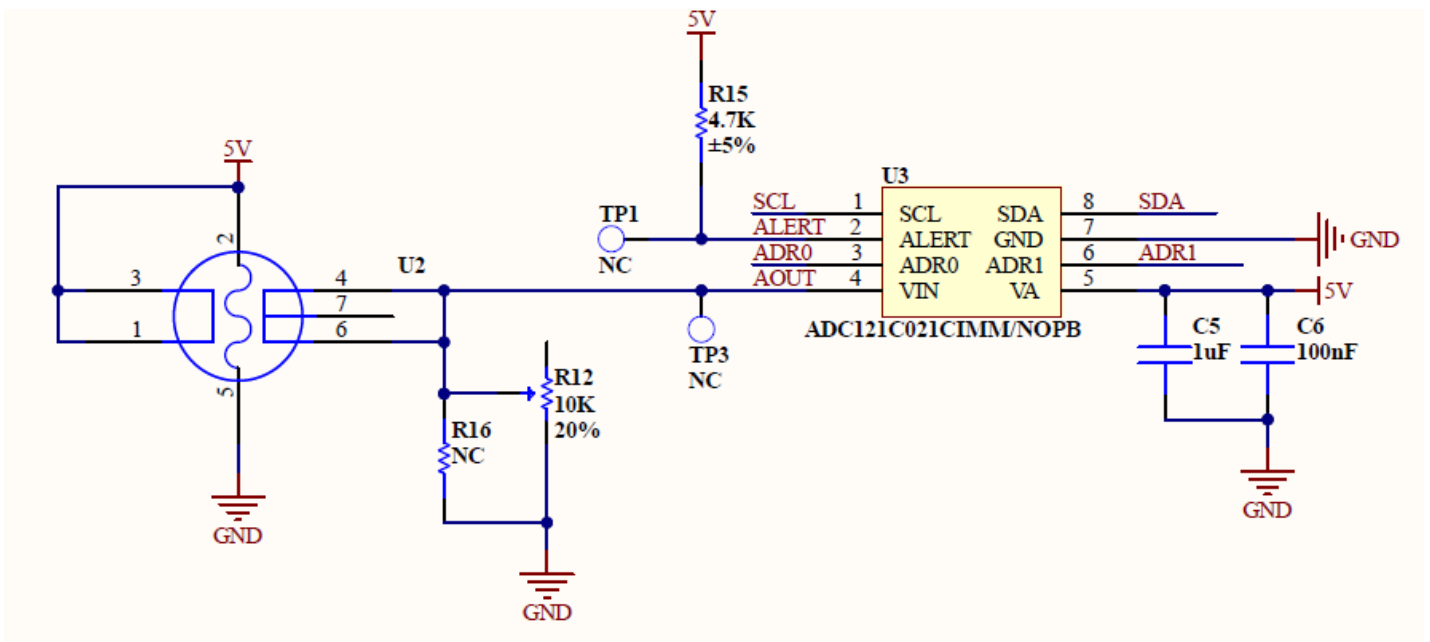 5V
R15
4.7K
±5%
5V
U3
SCL
1
SCL
SDA
8
SDA
TP1
ALERT
2
ALERT
GND
7
GND
NC
ADR0
3
ADR0
ADR1
6
ADR1
AOUT
4
VIN
VA
5
5V
ADC121C021CIMM/NOPB
2
U2
3
4
7
1
6
5
TP3
NC
C5
1uF
C6
100nF
R12
10K
20%
R16
NC
GND
GND
GND